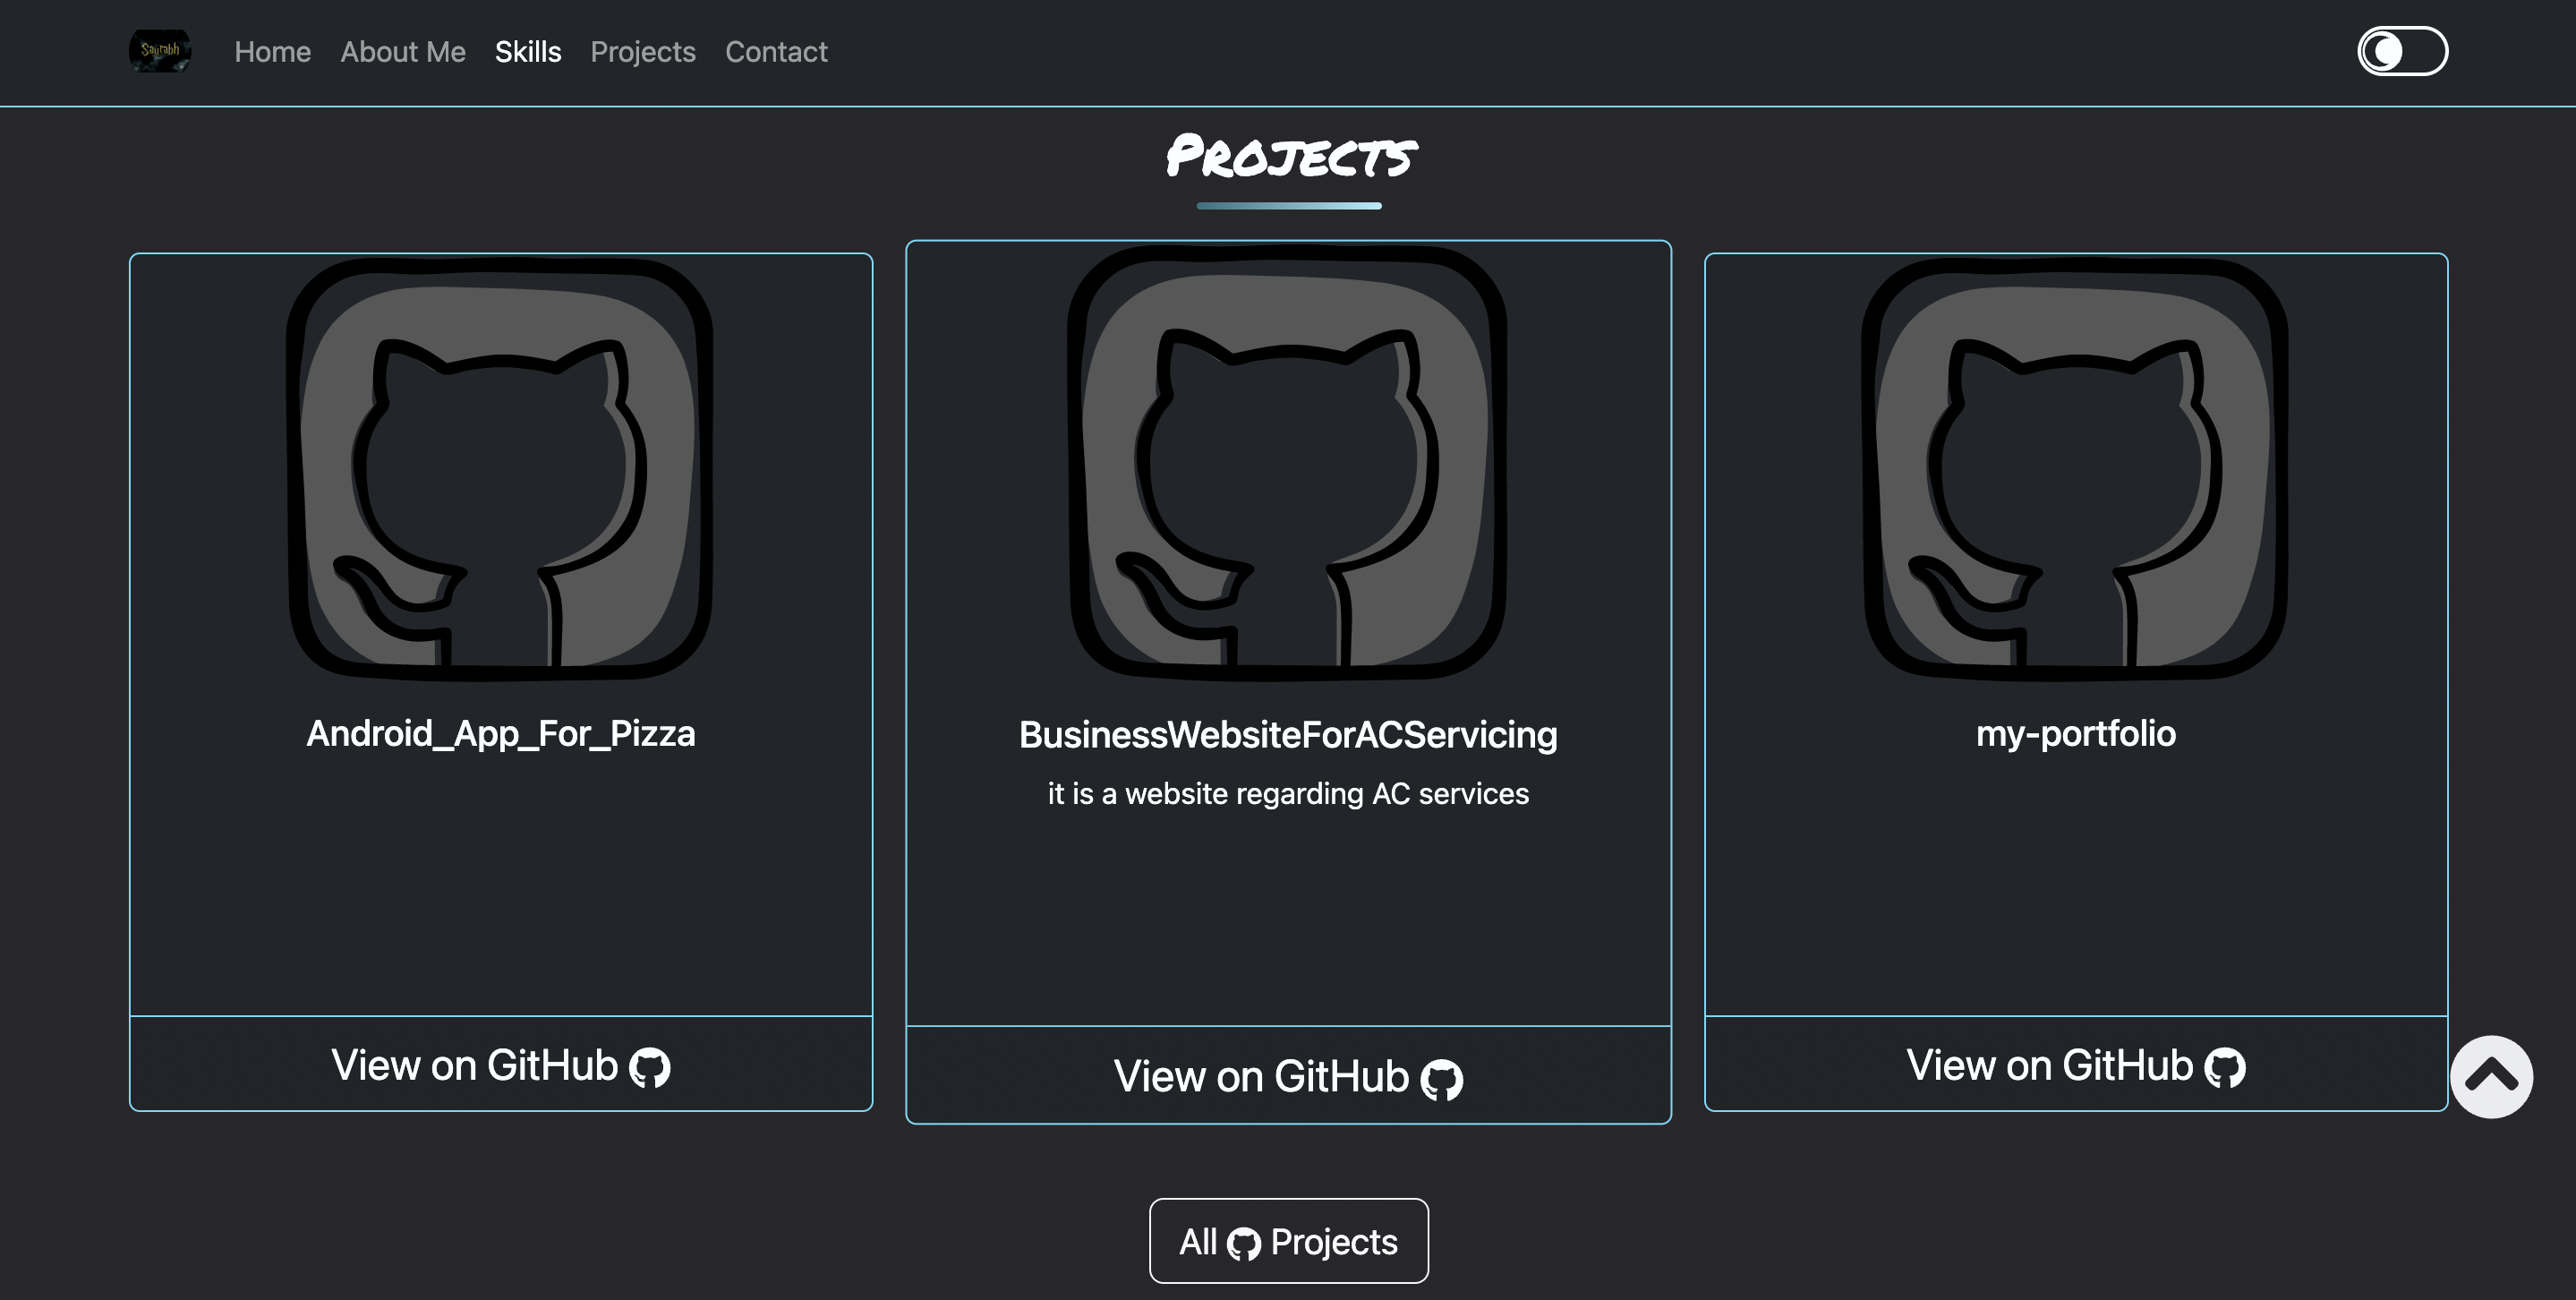 Saurabh Home About Me Skills Projects Contact
Projects
Android_App_For_Pizza
View on GitHub
BusinessWebsiteForACServicing
it is a website regarding AC services
View on GitHub
my-portfolio
View on GitHub
All Projects